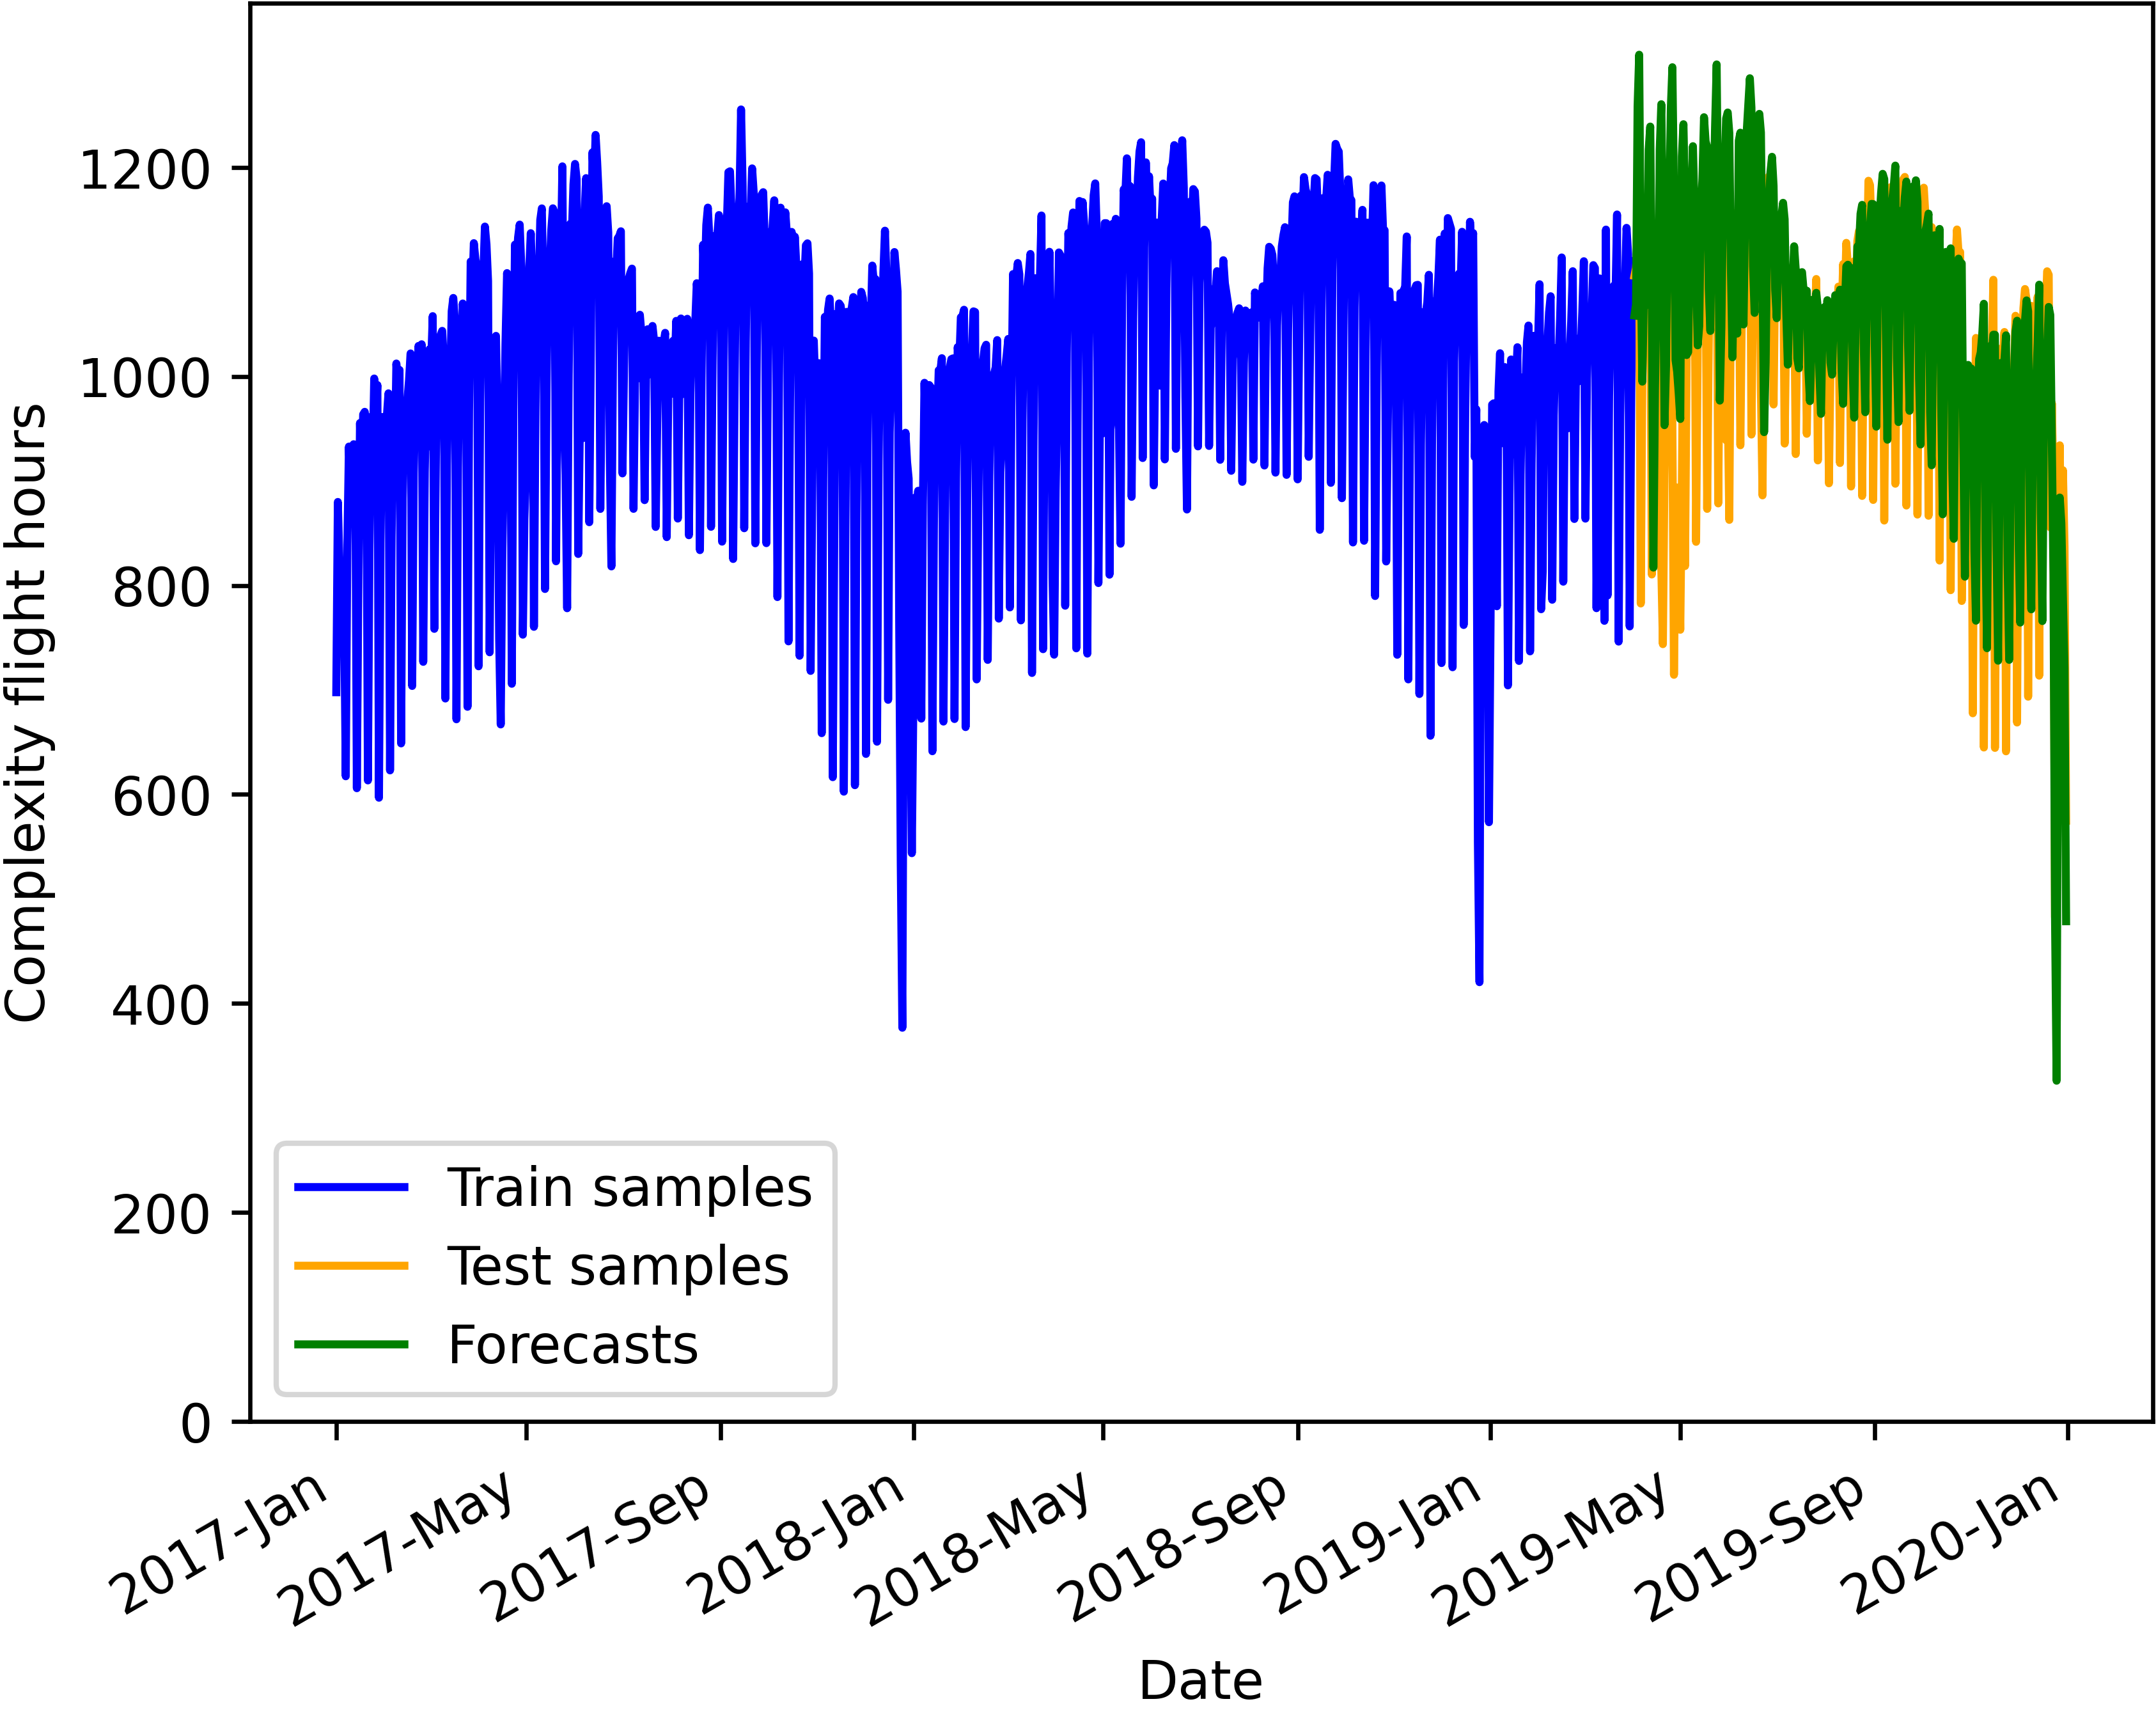 Complexity flight hours
1200
1000
800
600
400
200
0
Train samples
Test samples
Forecasts
2017-Jan
2017-May
2017-Sep
2018-Jan
2018-May
2018-Sep
2019-Jan
2019-May
2019-Sep
2020-Jan
Date